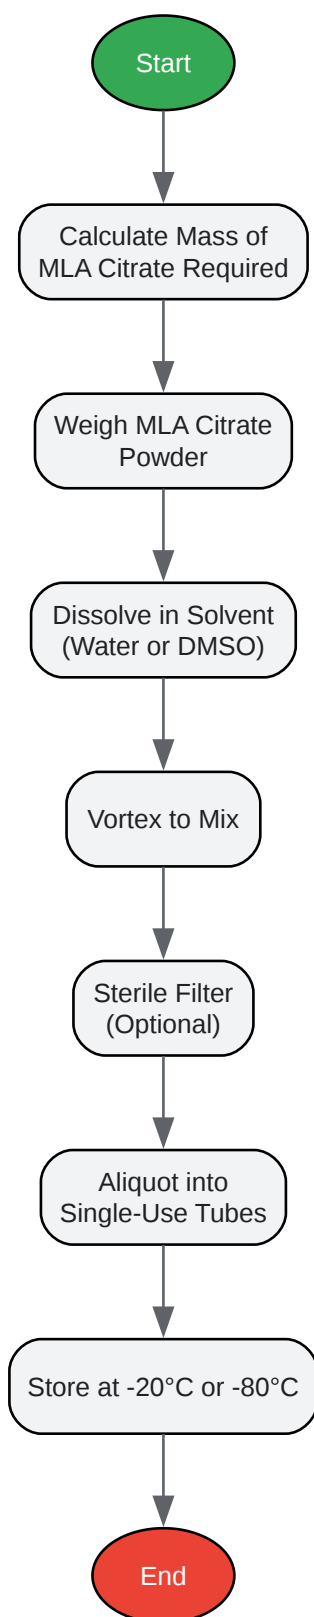 Start
Calculate Mass of
MLA Citrate Required
Weigh MLA Citrate
Powder
Dissolve in Solvent
(Water or DMSO)
Vortex to Mix
Sterile Filter
(Optional)
Aliquot into
Single-Use Tubes
Store at -20°C or -80°C
End